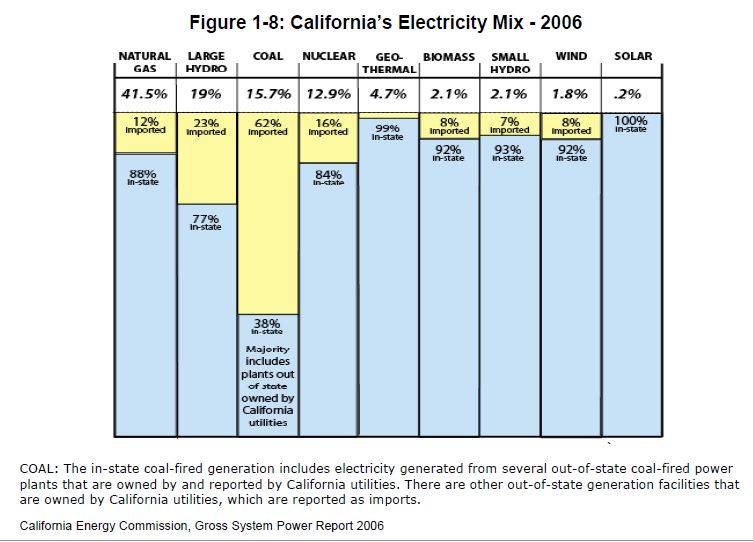 Figure 1-8: California's Electricity Mix - 2006
NATURAL GAS LARGE HYDRO COAL NUCLEAR GEO-THERMAL BIOMASS SMALL HYDRO WIND SOLAR
41.5% 19% 15.7% 12.9% 4.7% 2.1% 2.1% 1.8% .2%
12% imported
88% in-state
23% imported
77% in-state
62% imported
38% in-state
Majority
includes
plants out
of state
owned by
California
utilities
16% imported
84% in-state
99% in-state
8% imported
92% in-state
7% imported
93% in-state
8% imported
92% in-state
100% in-state
COAL: The in-state coal-fired generation includes electricity generated from several out-of-state coal-fired power
plants that are owned by and reported by California utilities. There are other out-of-state generation facilities that
are owned by California utilities, which are reported as imports.
California Energy Commission, Gross System Power Report 2006